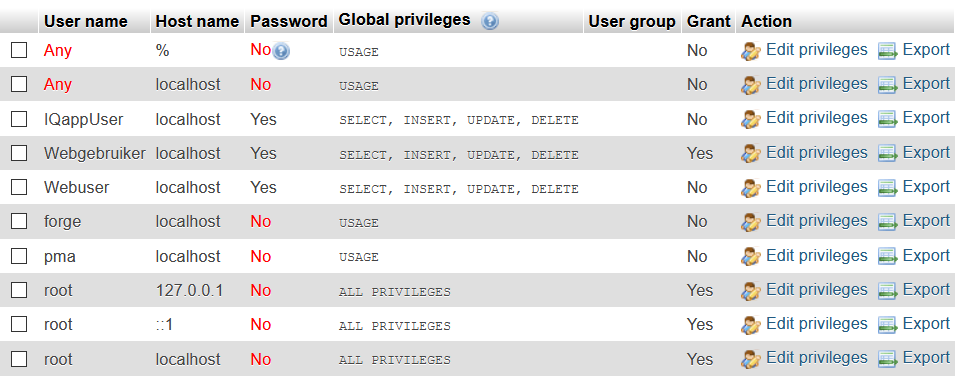 User name Host name Password Global privileges User group Grant Action
Any % No USAGE No Edit privileges Export
Any localhost No USAGE No Edit privileges Export
IQappUser localhost Yes SELECT, INSERT, UPDATE, DELETE No Edit privileges Export
Webgebruiker localhost Yes SELECT, INSERT, UPDATE, DELETE Yes Edit privileges Export
Webuser localhost Yes SELECT, INSERT, UPDATE, DELETE No Edit privileges Export
forge localhost No USAGE No Edit privileges Export
pma localhost No USAGE No Edit privileges Export
root 127.0.0.1 No ALL PRIVILEGES Yes Edit privileges Export
root ::1 No ALL PRIVILEGES Yes Edit privileges Export
root localhost No ALL PRIVILEGES Yes Edit privileges Export